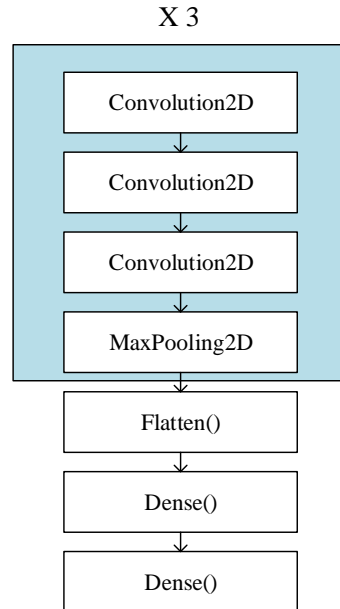 X 3
Convolution2D
Convolution2D
Convolution2D
MaxPooling2D
Flatten()
Dense()
Dense()